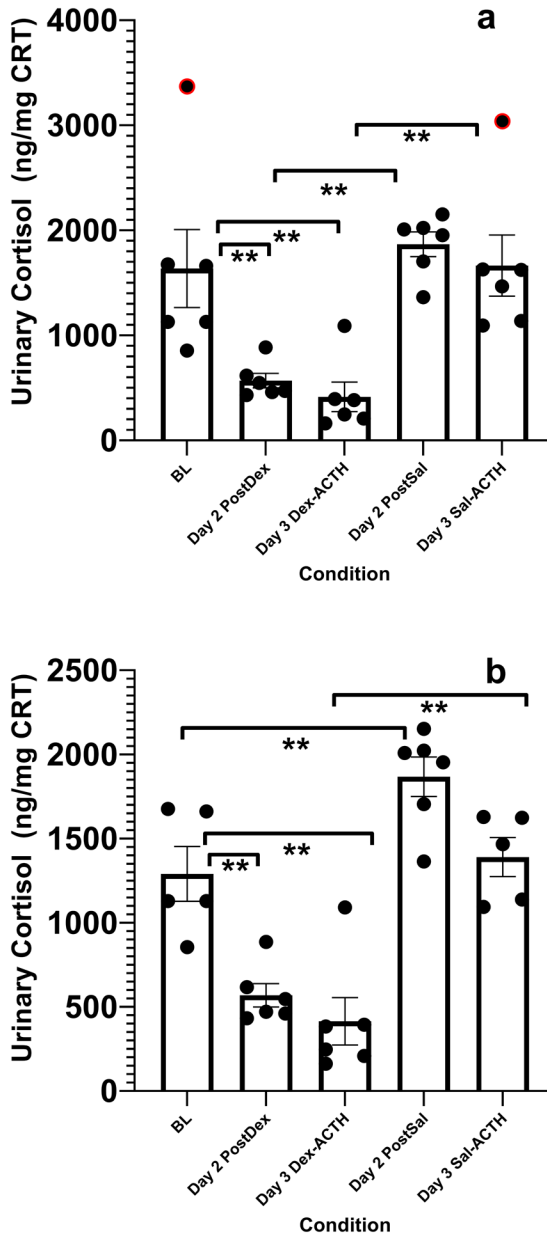 a
Urinary Cortisol (ng/mg CRT)
4000
3000
2000
1000
0
**
**
**
**
BL
Day 2 PostDex
Day 3 Dex-ACTH
Day 2 PostSal
Day 3 Sal-ACTH
Condition
b
Urinary Cortisol (ng/mg CRT)
2500
2000
1500
1000
500
0
**
**
**
**
BL
Day 2 PostDex
Day 3 Dex-ACTH
Day 2 PostSal
Day 3 Sal-ACTH
Condition